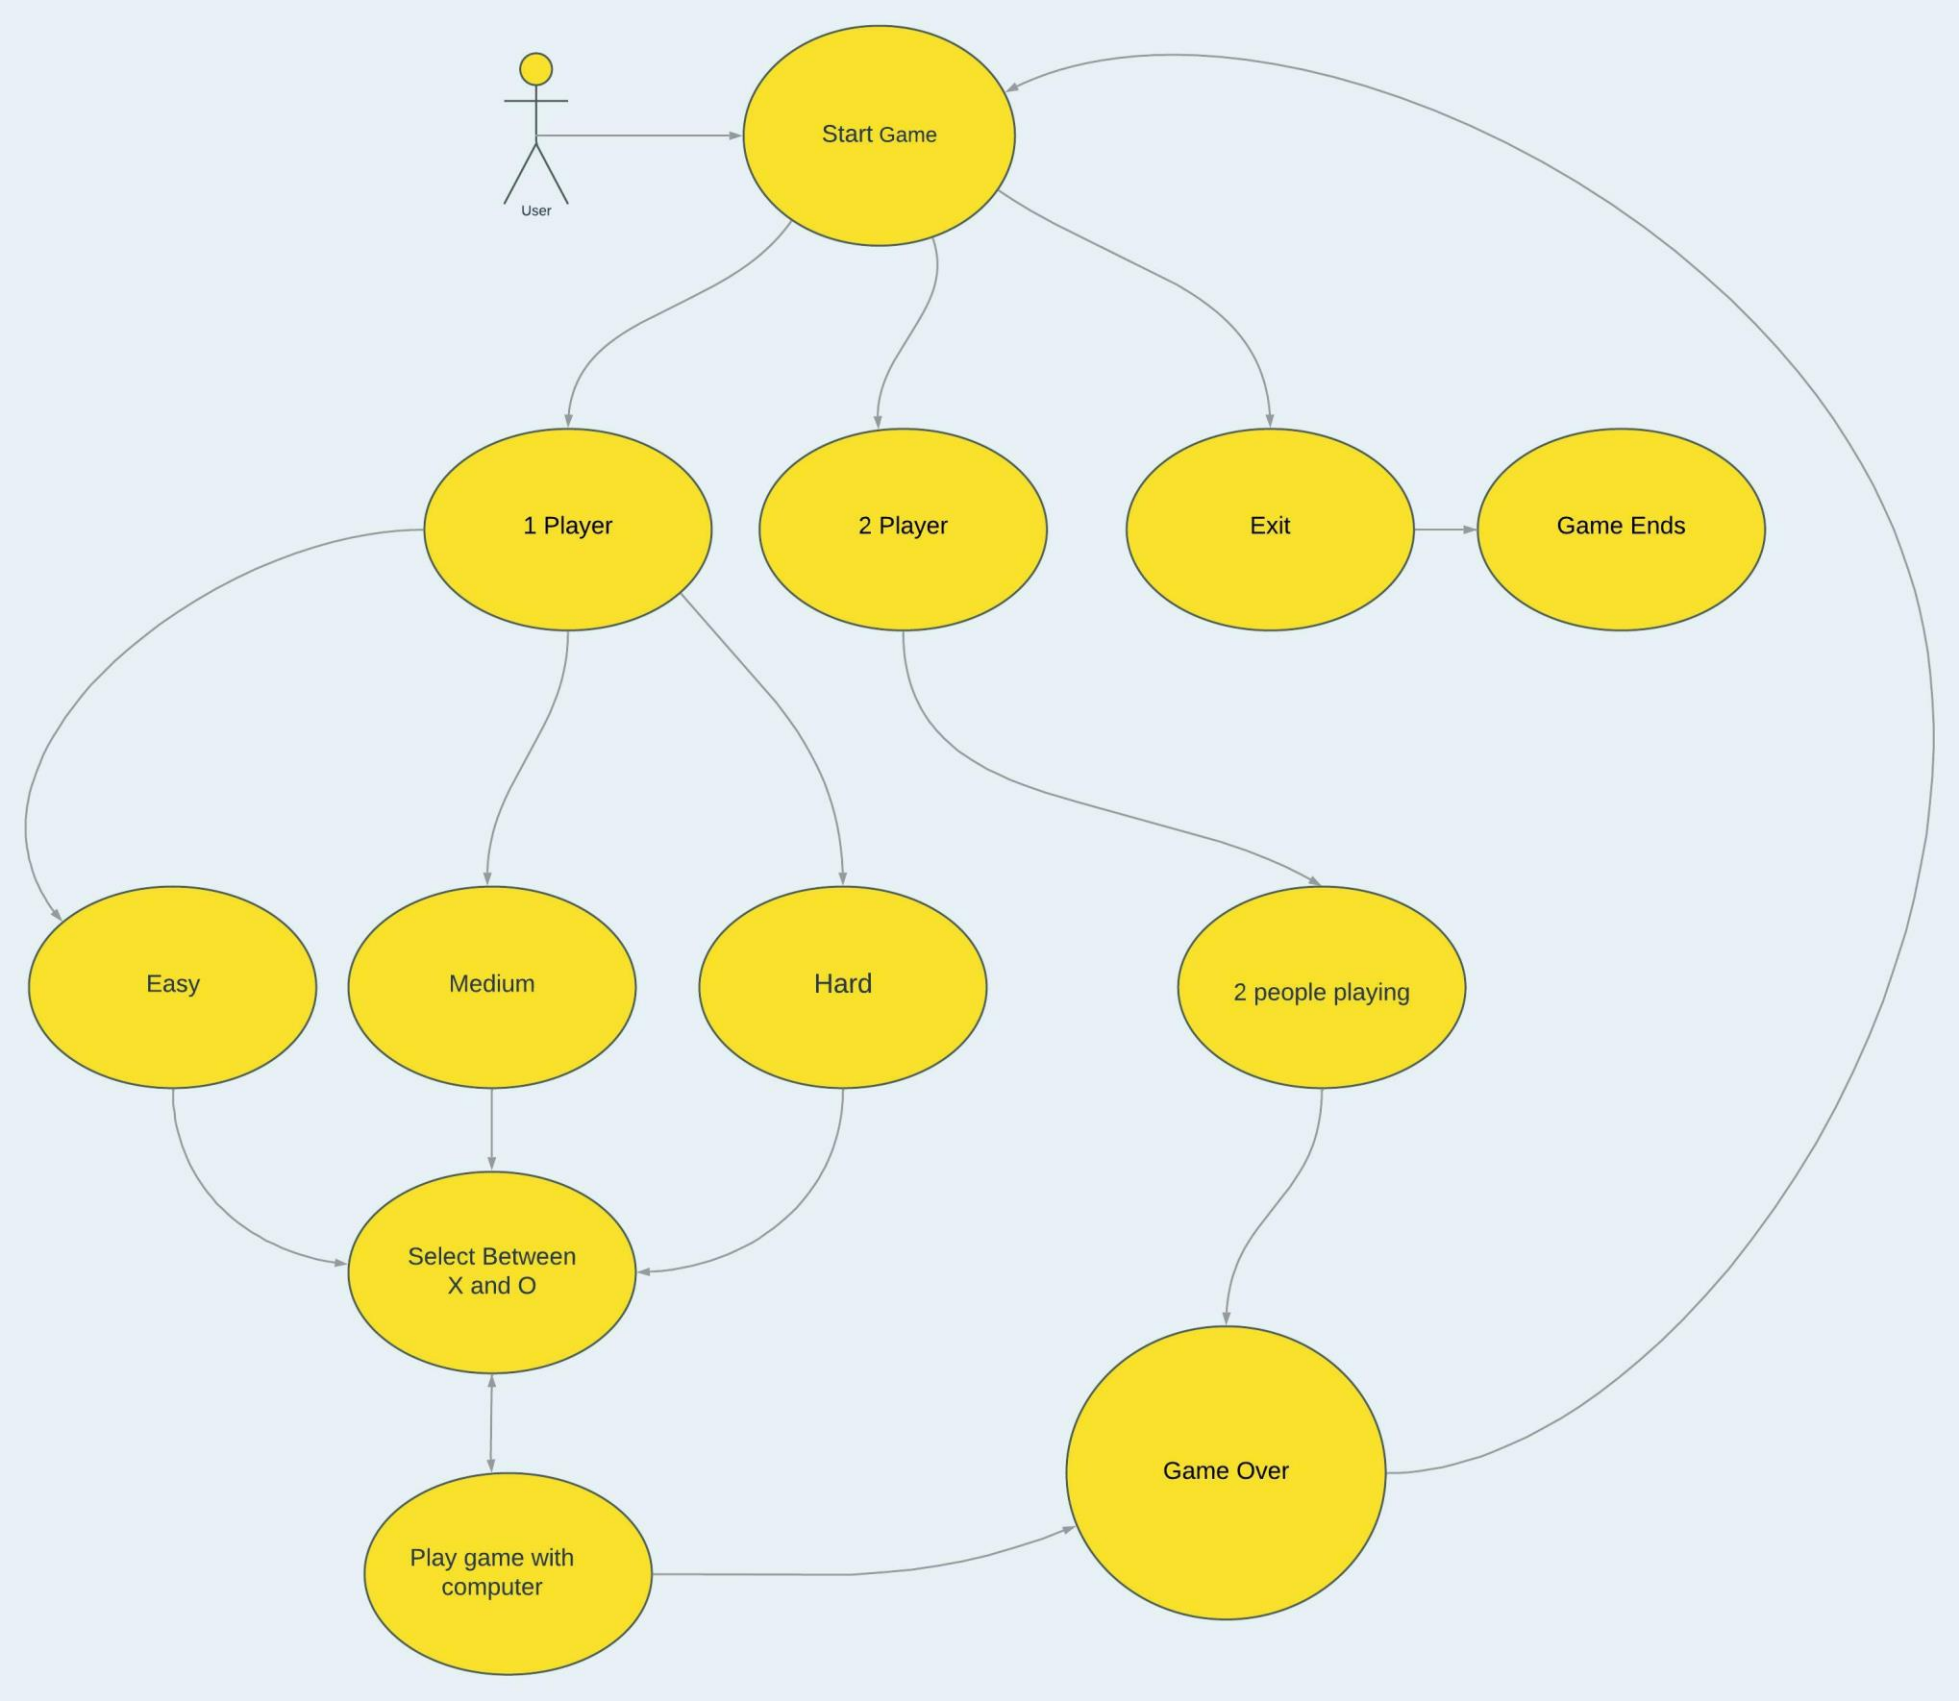 Start Game
User
1 Player
2 Player
Exit
Game Ends
Easy
Medium
Hard
2 people playing
Select Between
X and O
Game Over
Play game with
computer